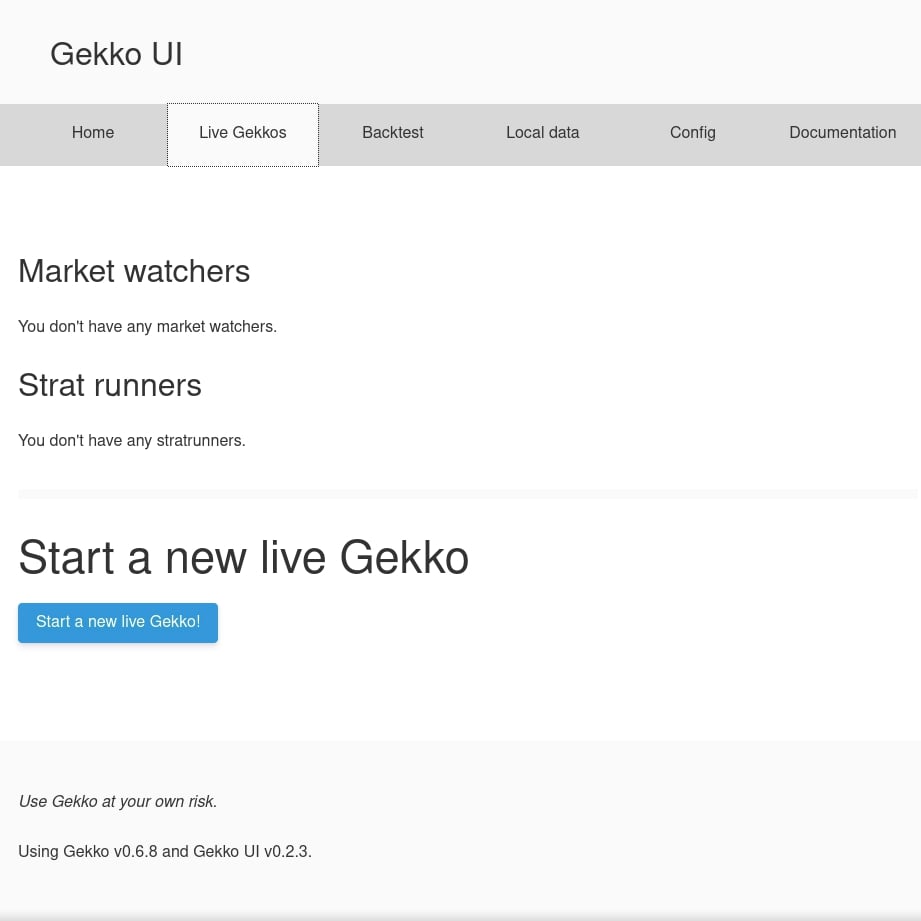 Gekko UI
Home Live Gekkos Backtest Local data Config Documentation
Market watchers
You don't have any market watchers.
Strat runners
You don't have any stratrunners.
Start a new live Gekko
Start a new live Gekko!
Use Gekko at your own risk.
Using Gekko v0.6.8 and Gekko UI v0.2.3.